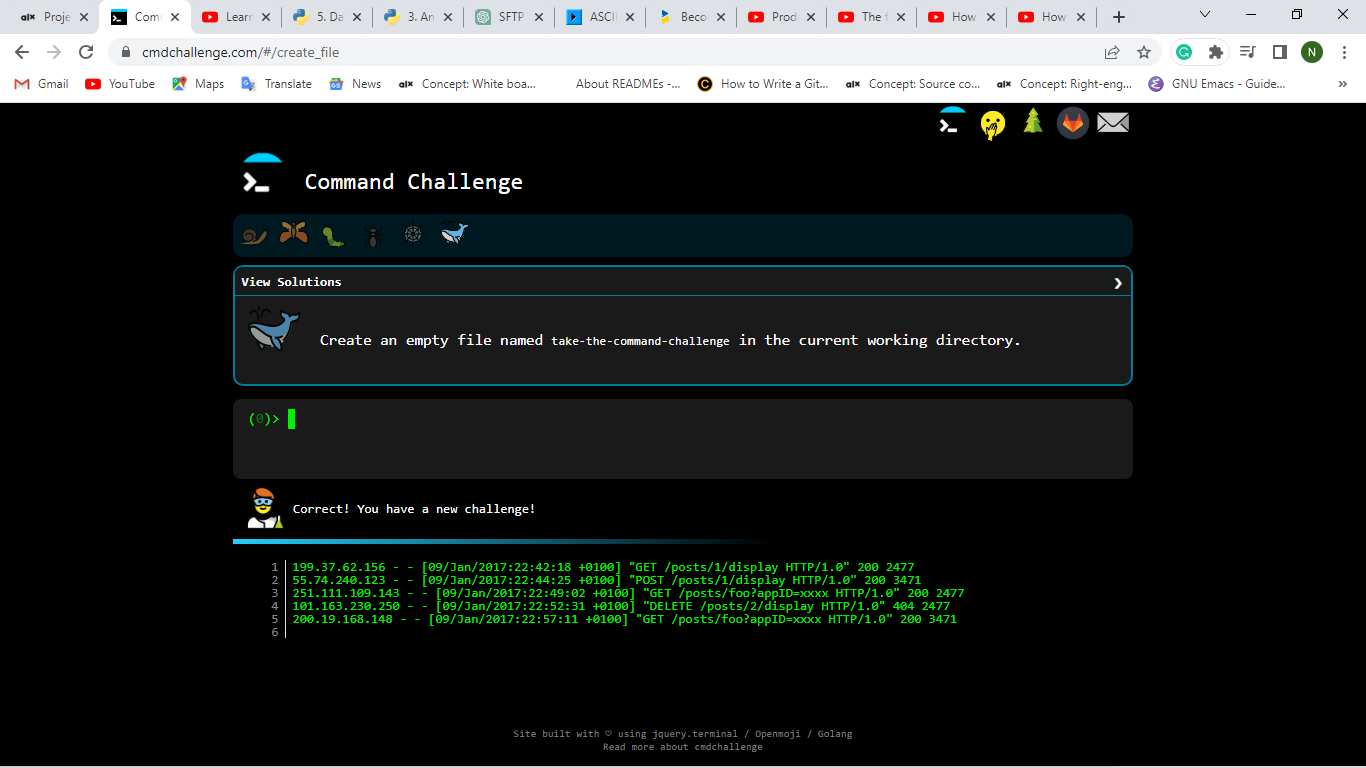 Proje
Comm
Learn
5. Da
3. An
SFTP
ASCI
Beco
Prod
The f
How
How
cmdchallenge.com/#/create_file
N
Gmail
YouTube
Maps
Translate
News
Concept: White boa...
About READMEs –...
How to Write a Git...
Concept: Source co...
Concept: Right-eng...
GNU Emacs - Guide...
Command Challenge
View Solutions
Create an empty file named take-the-command-challenge in the current working directory.
(0)>
Correct! You have a new challenge!
1 199.37.62.156 - - [09/Jan/2017:22:42:18 +0100] "GET /posts/1/display HTTP/1.0" 200 2477
2 55.74.240.123 - - [09/Jan/2017:22:44:25 +0100] "POST /posts/1/display HTTP/1.0" 200 3471
3 251.111.109.143 - - [09/Jan/2017:22:49:02 +0100] "GET /posts/foo?appID=xxxx HTTP/1.0" 200 2477
4 101.163.230.250 - - [09/Jan/2017:22:52:31 +0100] "DELETE /posts/2/display HTTP/1.0" 404 2477
5 200.19.168.148 - - [09/Jan/2017:22:57:11 +0100] "GET /posts/foo?appID=xxxx HTTP/1.0" 200 3471
6
Site built with ♡ using jquery.terminal / Openmoji / Golang
Read more about cmdchallenge